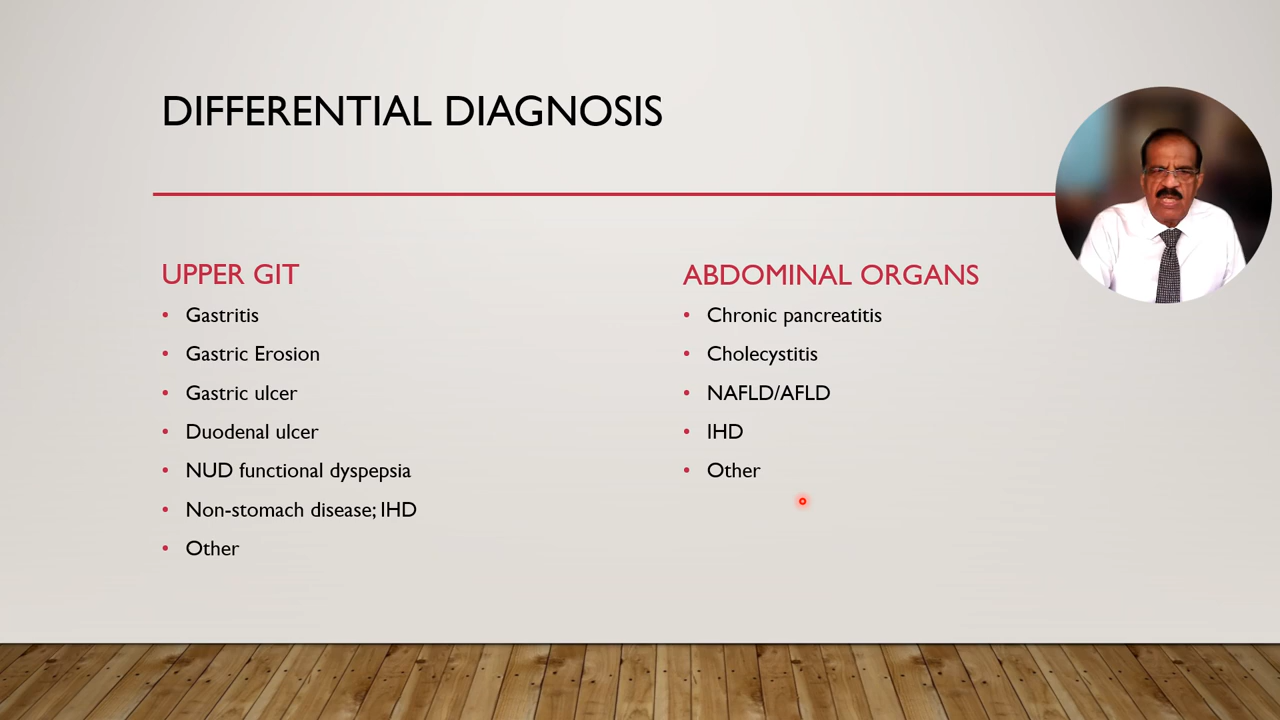 DIFFERENTIAL DIAGNOSIS
UPPER GIT
• Gastritis
• Gastric Erosion
• Gastric ulcer
• Duodenal ulcer
• NUD functional dyspepsia
• Non-stomach disease; IHD
• Other
ABDOMINAL ORGANS
• Chronic pancreatitis
• Cholecystitis
• NAFLD/AFLD
• IHD
• Other